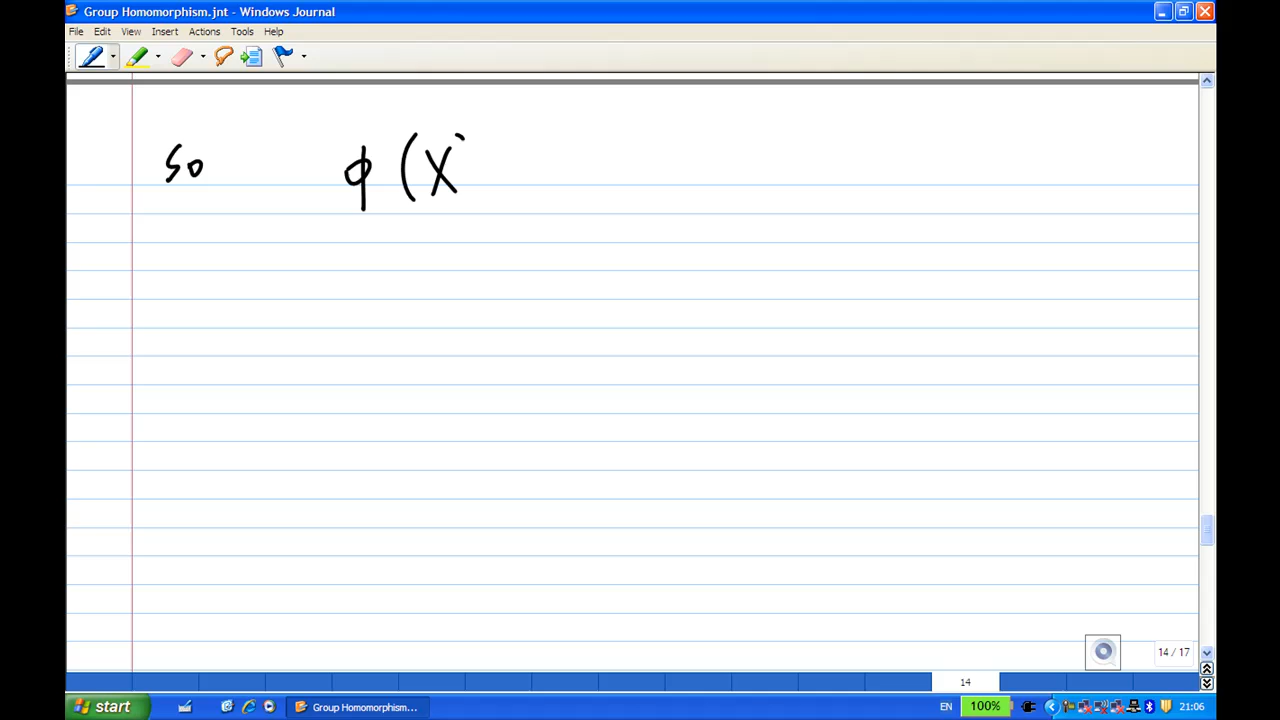 Group Homomorphism.jnt - Windows Journal
File Edit View Insert Actions Tools Help
so φ (X
14 / 17
14
start Group Homomorphism... EN 100% 21:06